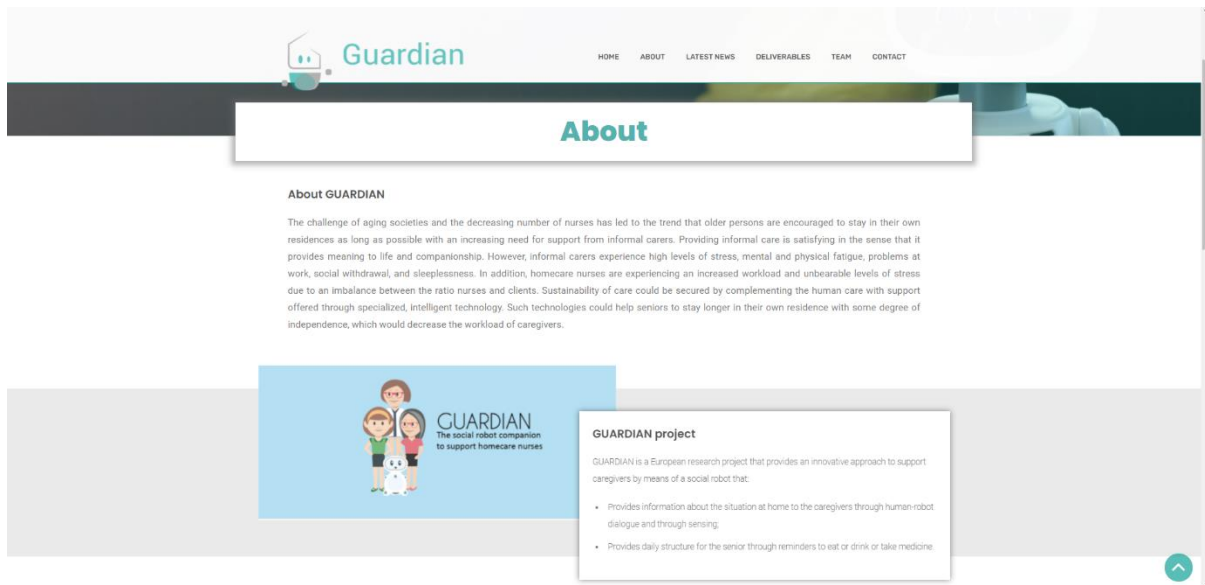 Guardian
HOME ABOUT LATEST NEWS DELIVERABLES TEAM CONTACT
About
About GUARDIAN
The challenge of aging societies and the decreasing number of nurses has led to the trend that older persons are encouraged to stay in their own
residences as long as possible with an increasing need for support from informal carers. Providing informal care is satisfying in the sense that it
provides meaning to life and companionship. However, informal carers experience high levels of stress, mental and physical fatigue, problems at
work, social withdrawal, and sleeplessness. In addition, homecare nurses are experiencing an increased workload and unbearable levels of stress
due to an imbalance between the ratio nurses and clients. Sustainability of care could be secured by complementing the human care with support
offered through specialized, intelligent technology. Such technologies could help seniors to stay longer in their own residence with some degree of
independence, which would decrease the workload of caregivers.
GUARDIAN
The social robot companion
to support homecare nurses
GUARDIAN project
GUARDIAN is a European research project that provides an innovative approach to support
caregivers by means of a social robot that:
• Provides information about the situation at home to the caregivers through human-robot
dialogue and through sensing;
• Provides daily structure for the senior through reminders to eat or drink or take medicine